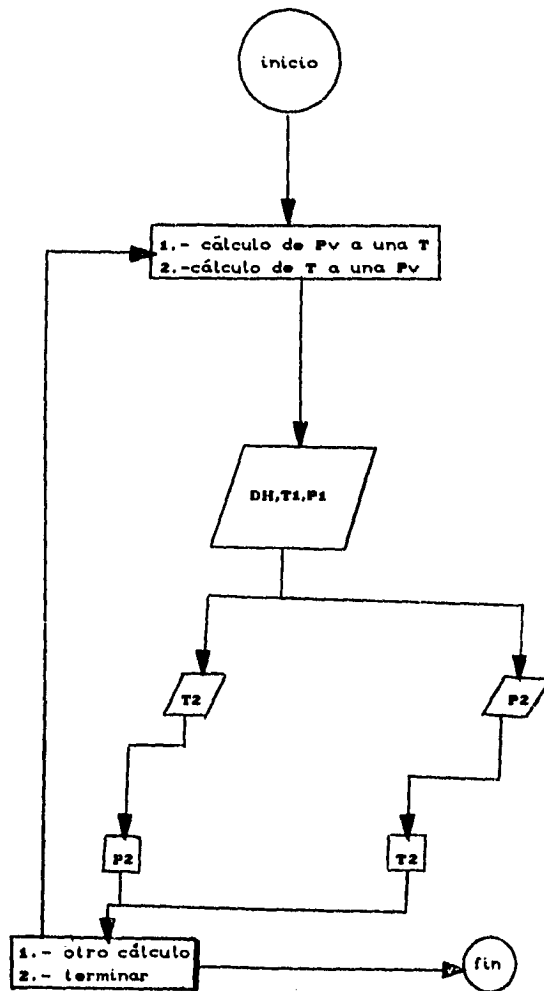 inicio
1.- cálculo de Pv a una T
2.-cálculo de T a una Pv
DH,T1,P1
T2
P2
P2
T2
1.- otro cálculo
2.- terminar
fin